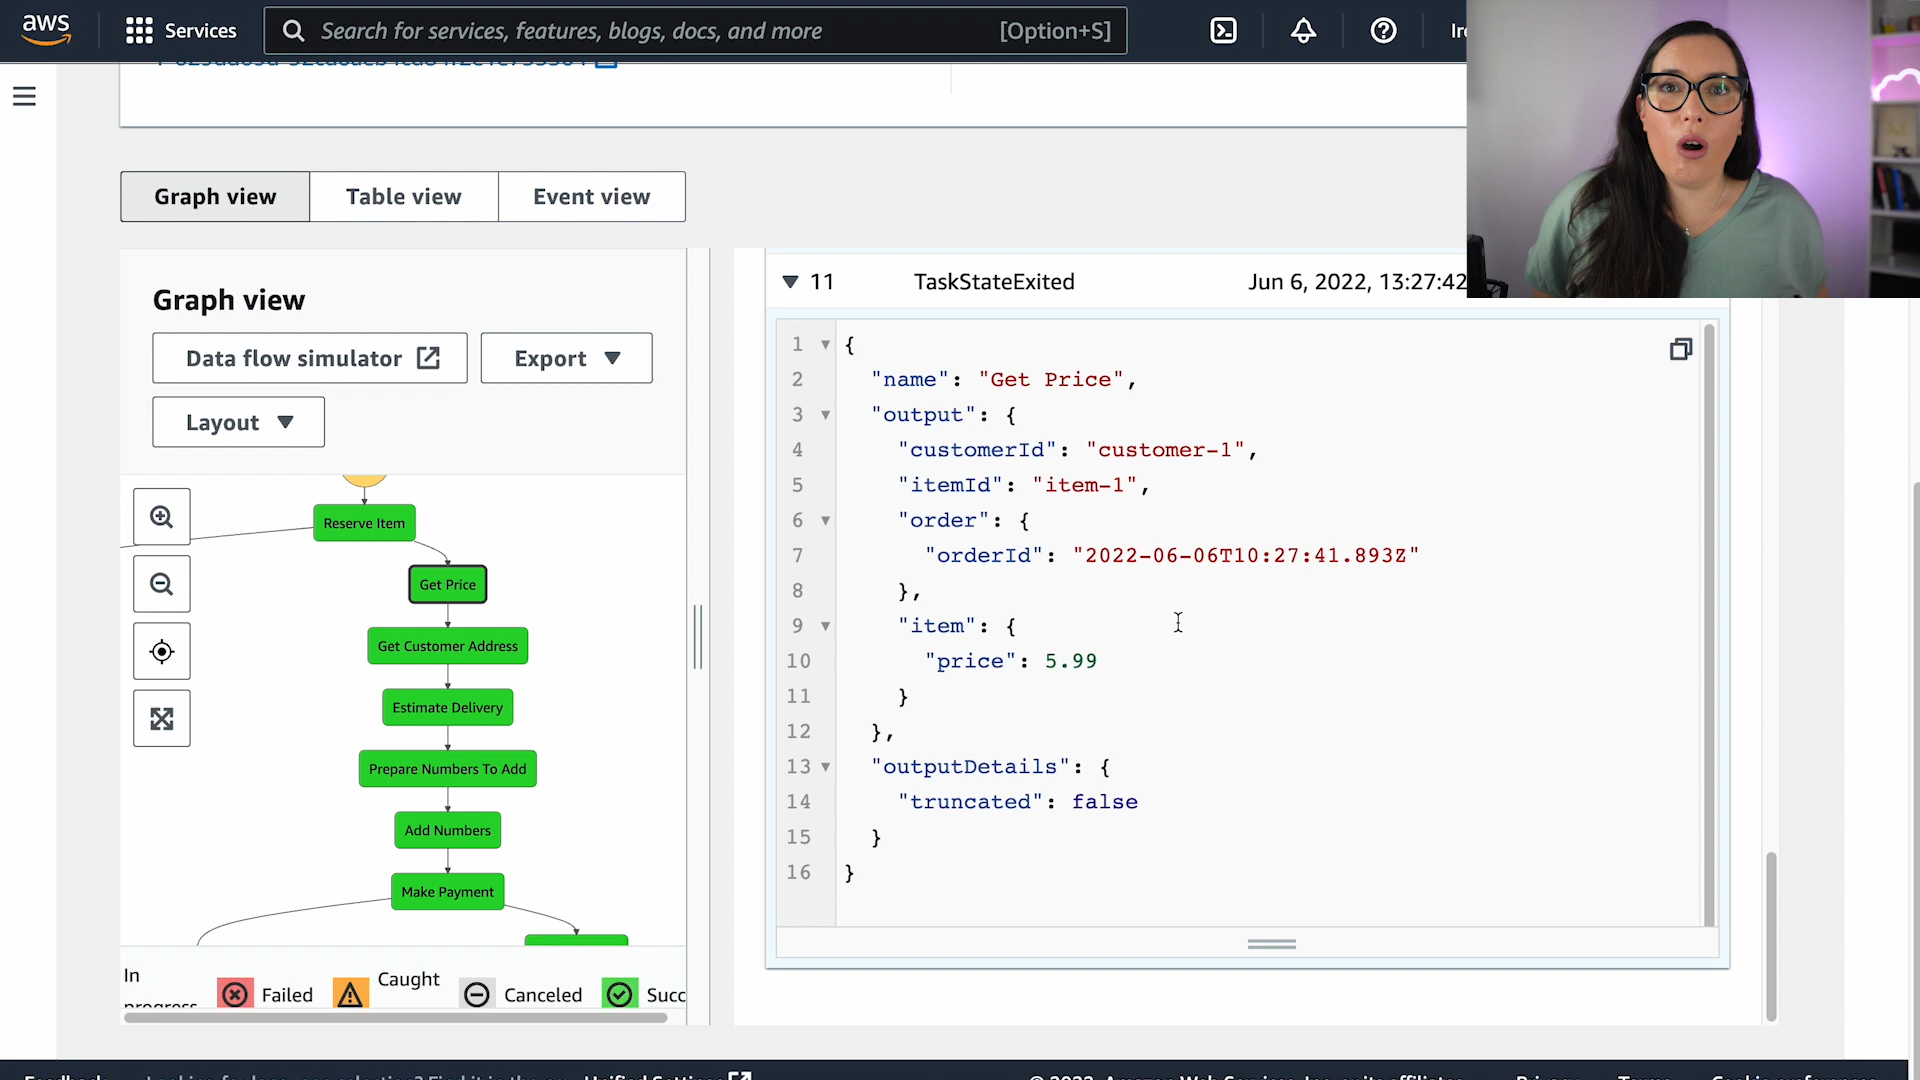 aws
Services
Search for services, features, blogs, docs, and more
[Option+S]
Graph view
Table view
Event view
Graph view
Data flow simulator
Export
Layout
Reserve Item
Get Price
Get Customer Address
Estimate Delivery
Prepare Numbers To Add
Add Numbers
Make Payment
In
progress
Failed
Caught
Canceled
Succ
11
TaskStateExited
Jun 6, 2022, 13:27:42
1 {
2 "name": "Get Price",
3 "output": {
4 "customerId": "customer-1",
5 "itemId": "item-1",
6 "order": {
7 "orderId": "2022-06-06T10:27:41.893Z"
8 },
9 "item": {
10 "price": 5.99
11 }
12 },
13 "outputDetails": {
14 "truncated": false
15 }
16 }